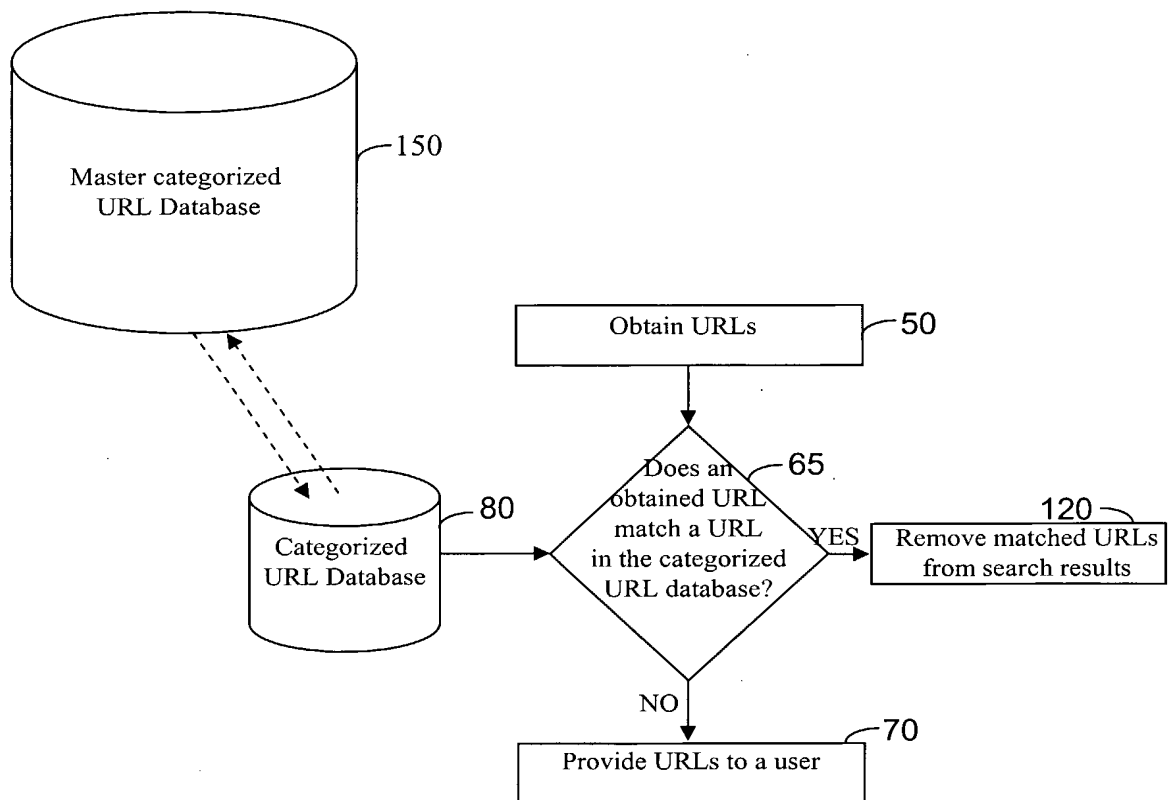 150
Master categorized
URL Database
Obtain URLs
50
Does an
obtained URL
match a URL
in the categorized
URL database?
65
80
Categorized
URL Database
YES
120
Remove matched URLs
from search results
NO
70
Provide URLs to a user